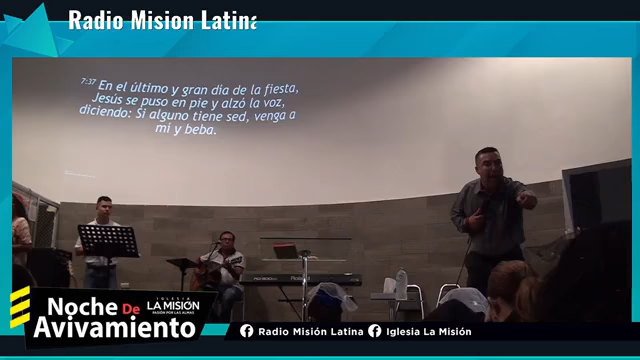 Radio Mision Latina
7:37 En el último y gran día de la fiesta,
Jesús se puso en pie y alzó la voz,
diciendo: Si alguno tiene sed, venga a
mí y beba.
Roland
Noche De
Avivamiento
IGLESIA
LA MISIÓN
PASIÓN POR LAS ALMAS
Radio Misión Latina Iglesia La Misión